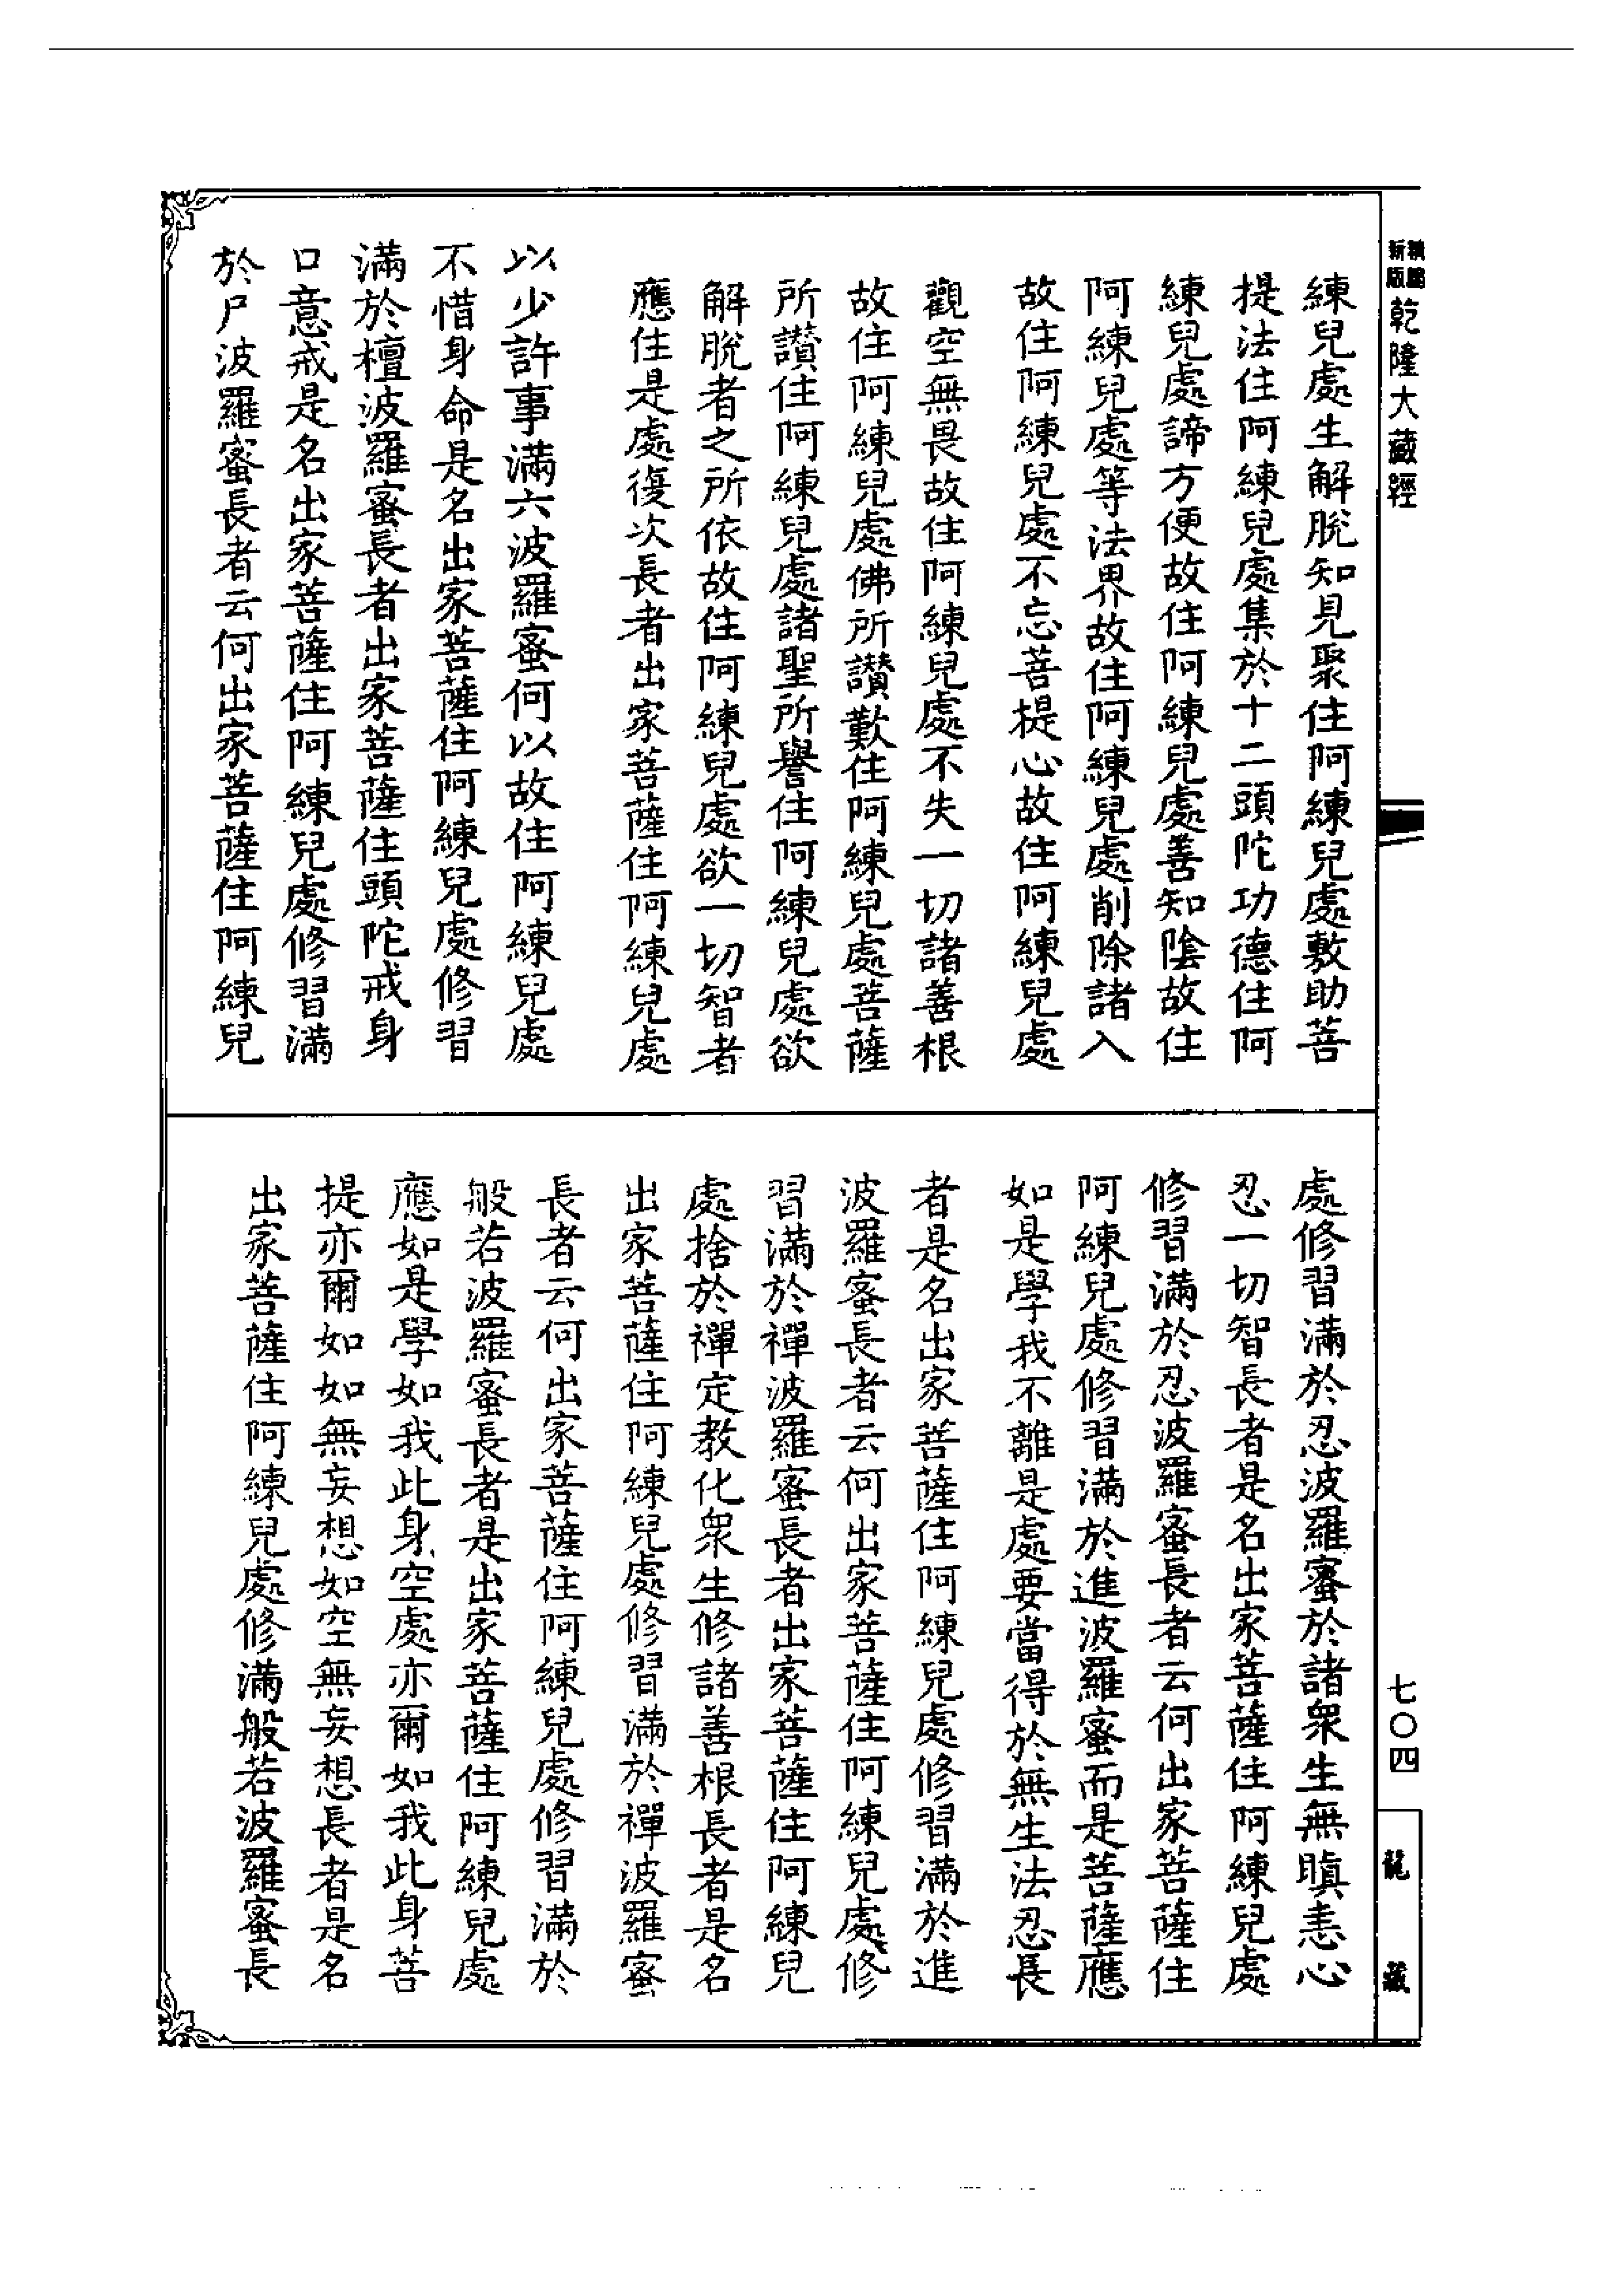 新版
乾隆大藏經
練兒處生解脫知見聚住阿練兒處敷助菩
提法住阿練兒處集於十二頭陀功德住阿
練兒處諦方便故住阿練兒處善知陰故住
阿練兒處等法界故住阿練兒處削除諸入
故住阿練兒處不忘菩提心故住阿練兒處
觀空無畏故住阿練兒處不失一切諸善根
故住阿練兒處佛所讚歎住阿練兒處菩薩
所讚住阿練兒處諸聖所譽住阿練兒處欲
解脫者之所依故住阿練兒處欲一切智者
應住是處復次長者出家菩薩住阿練兒處
以少許事滿六波羅蜜何以故住阿練兒處
不惜身命是名出家菩薩住阿練兒處修習
滿於檀波羅蜜長者出家菩薩住頭陀戒身
口意戒是名出家菩薩住阿練兒處修習滿
於尸波羅蜜長者云何出家菩薩住阿練兒
處修習滿於忍波羅蜜於諸衆生無瞋恚心
忍一切智長者是名出家菩薩住阿練兒處
修習滿於忍波羅蜜長者云何出家菩薩住
阿練兒處修習滿於進波羅蜜而是菩薩應
如是學我不離是處要當得於無生法忍長
者是名出家菩薩住阿練兒處修習滿於進
波羅蜜長者云何出家菩薩住阿練兒處修
習滿於禪波羅蜜長者出家菩薩住阿練兒
處捨於禪定教化衆生修諸善根長者是名
出家菩薩住阿練兒處修習滿於禪波羅蜜
長者云何出家菩薩住阿練兒處修習滿於
般若波羅蜜長者是出家菩薩住阿練兒處
應如是學如我此身空處亦爾如我此身菩
提亦爾如如無妄想如空無妄想長者是名
出家菩薩住阿練兒處修滿般若波羅蜜長
七〇四
龍藏